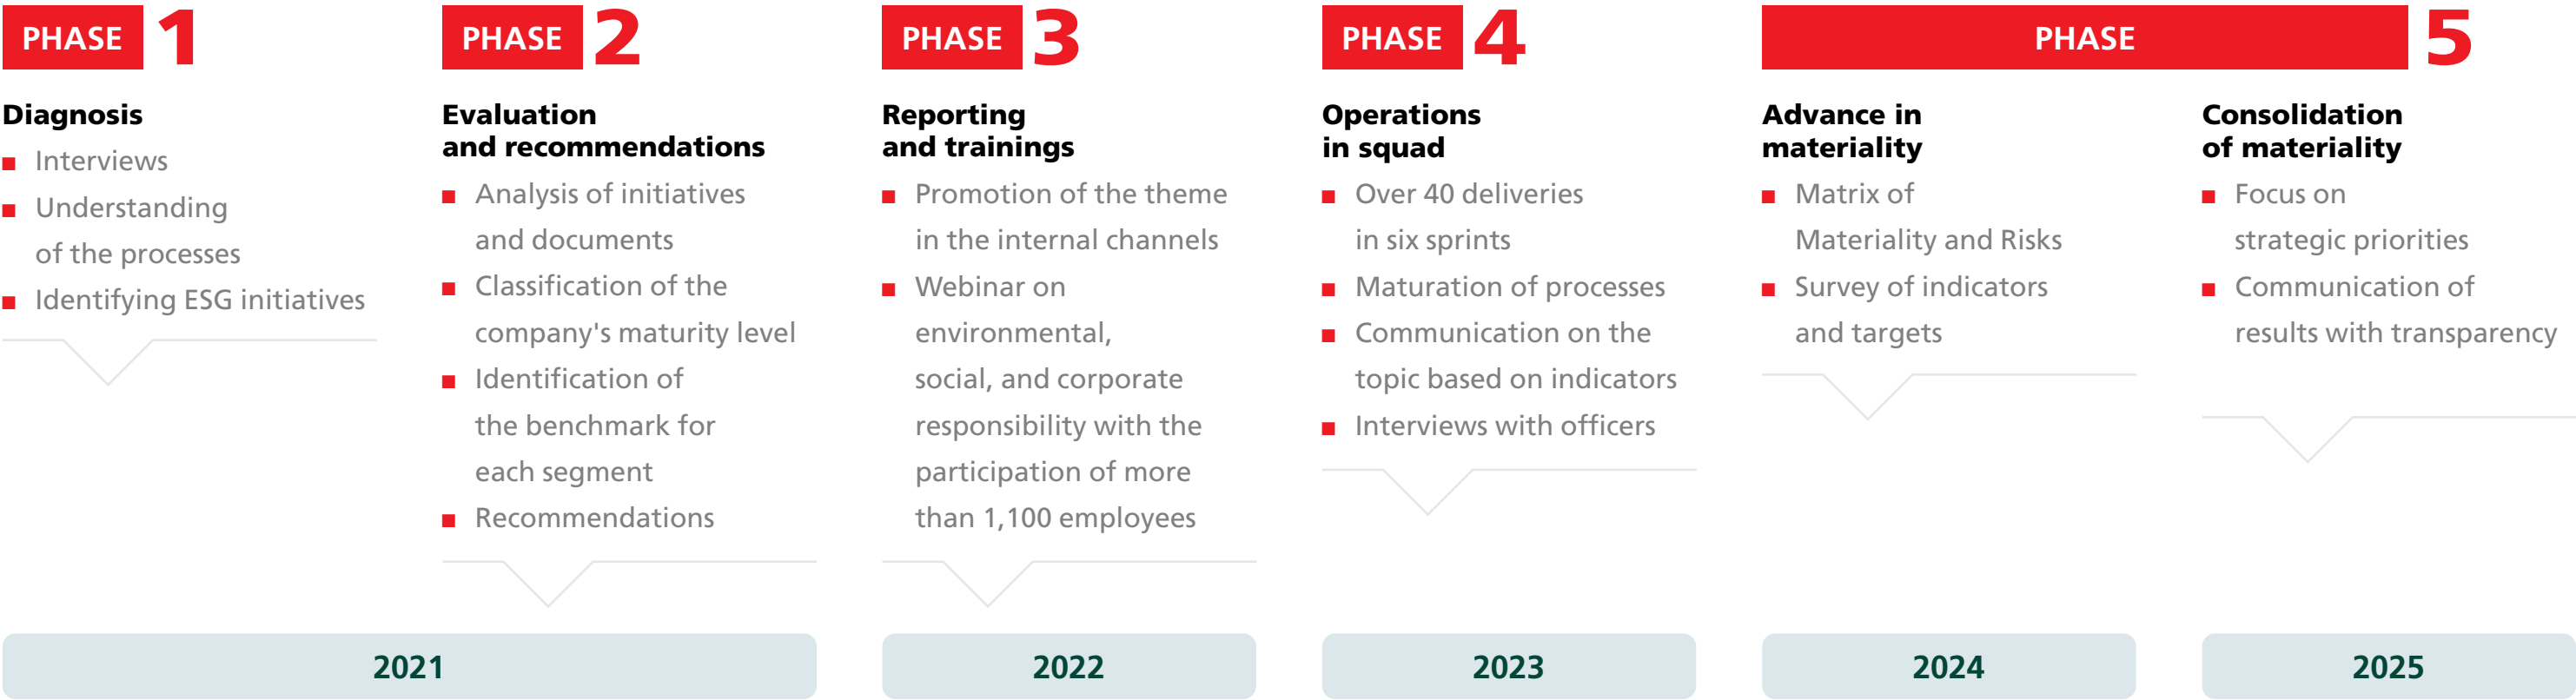 PHASE 1
Diagnosis
Interviews
Understanding
of the processes
Identifying ESG initiatives
PHASE 2
Evaluation
and recommendations
Analysis of initiatives
and documents
Classification of the
company's maturity level
Identification of
the benchmark for
each segment
Recommendations
2021
PHASE 3
Reporting
and trainings
Promotion of the theme
in the internal channels
Webinar on
environmental,
social, and corporate
responsibility with the
participation of more
than 1,100 employees
2022
PHASE 4
Operations
in squad
Over 40 deliveries
in six sprints
Maturation of processes
Communication on the
topic based on indicators
Interviews with officers
2023
PHASE 5
Advance in
materiality
Matrix of
Materiality and Risks
Survey of indicators
and targets
2024
Consolidation
of materiality
Focus on
strategic priorities
Communication of
results with transparency
2025